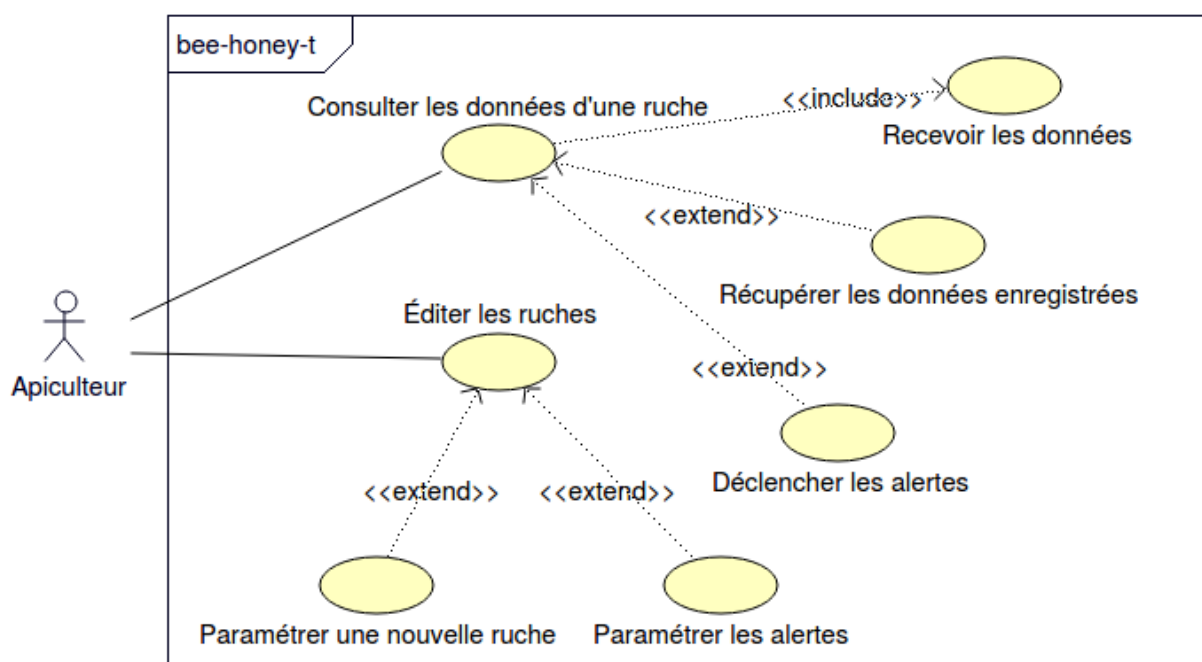 bee-honey-t
Consulter les données d'une ruche
<<include>>
Recevoir les données
<<extend>>
Récupérer les données enregistrées
Éditer les ruches
Apiculteur
<<extend>>
Déclencher les alertes
<<extend>>
<<extend>>
Paramétrer une nouvelle ruche
Paramétrer les alertes